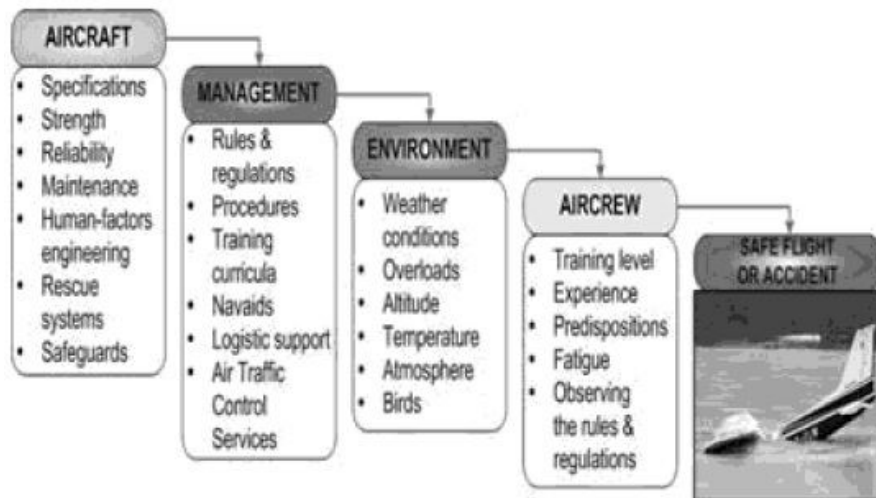 AIRCRAFT
Specifications
Strength
Reliability
Maintenance
Human-factors
engineering
Rescue
systems
Safeguards
MANAGEMENT
Rules &
regulations
Procedures
Training
curricula
Navaids
Logistic support
Air Traffic
Control
Services
ENVIRONMENT
Weather
conditions
Overloads
Altitude
Temperature
Atmosphere
Birds
AIRCREW
Training level
Experience
Predispositions
Fatigue
Observing
the rules &
regulations
SAFE FLIGHT
OR ACCIDENT